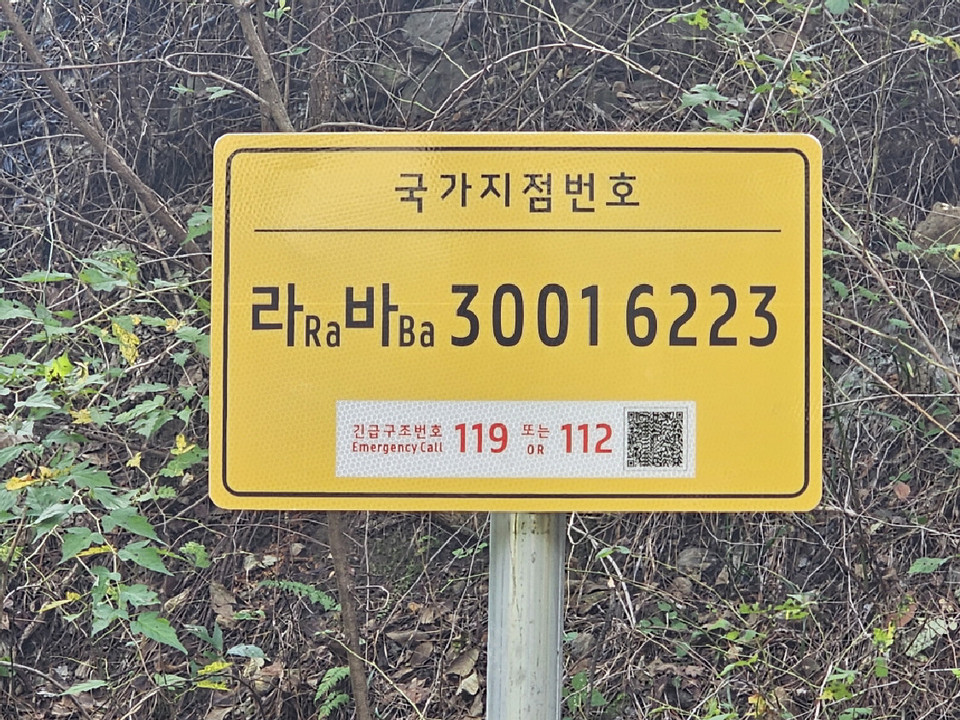 국가지점번호
라Ra바Ba 3001 6223
긴급구조번호 119 또는 112
Emergency Call OR